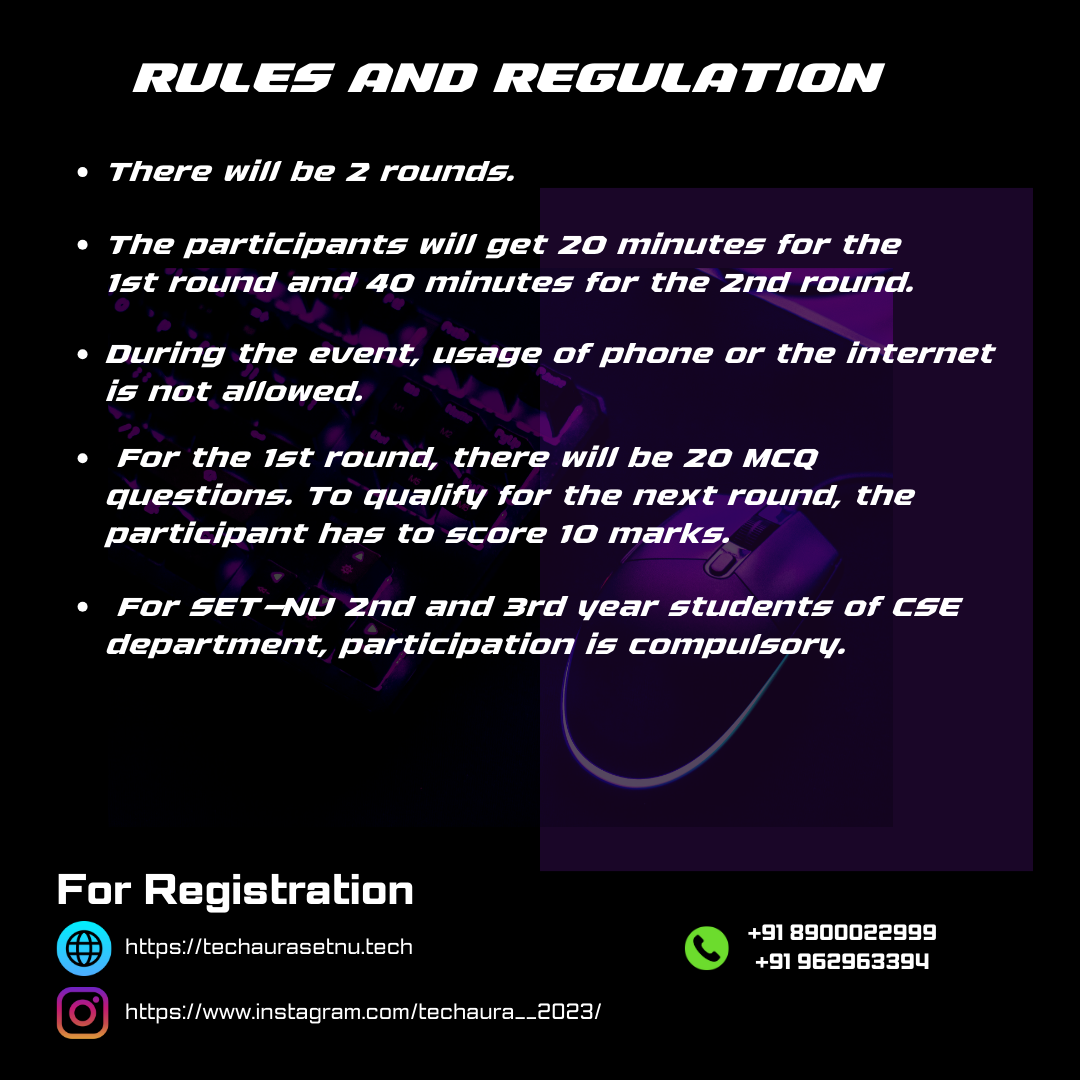 RULES AND REGULATION
• There will be 2 rounds.
• The participants will get 20 minutes for the
1st round and 40 minutes for the 2nd round.
• During the event, usage of phone or the internet
is not allowed.
• For the 1st round, there will be 20 MCQ
questions. To qualify for the next round, the
participant has to score 10 marks.
• For SET-NU 2nd and 3rd year students of CSE
department, participation is compulsory.
For Registration
https://techaurasetnu.tech
+91 8900022999
+91 962963394
https://www.instagram.com/techaura__2023/